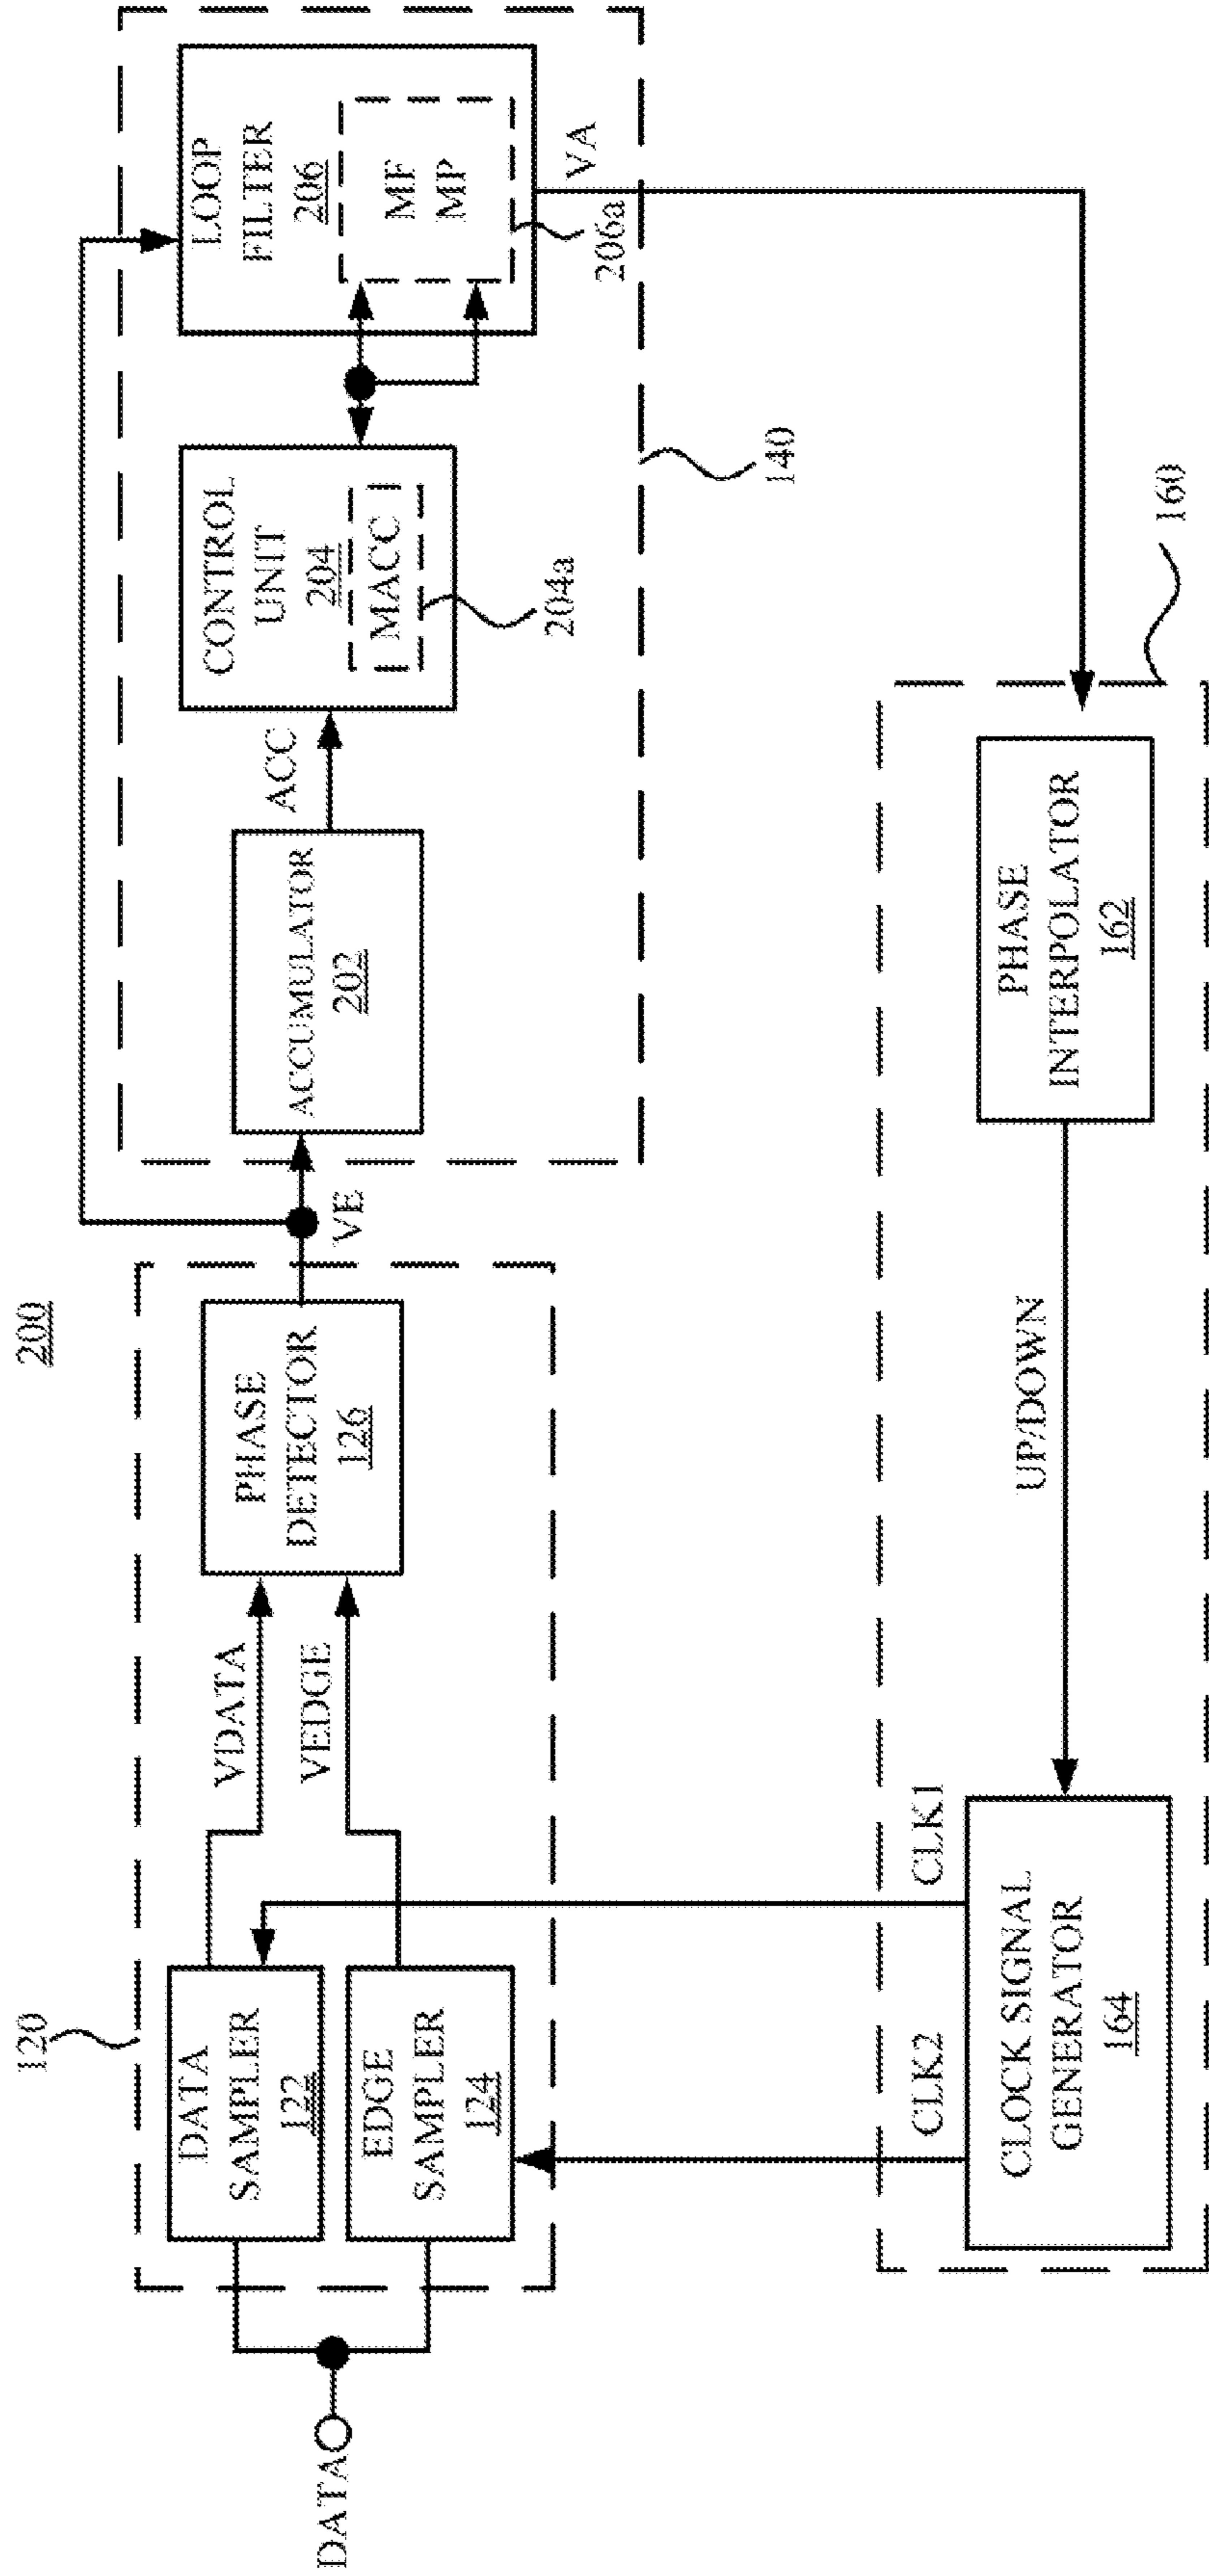 200
120
DATA
DATA
SAMPLER
122
EDGE
SAMPLER
124
VDATA
VEDGE
PHASE
DETECTOR
126
VE
ACCUMULATOR
202
ACC
CONTROL
UNIT
204
MACC
204a
LOOP
FILTER
206
MF
MP
206a
VA
140
160
CLK2
CLK1
CLOCK SIGNAL
GENERATOR
164
UP/DOWN
PHASE
INTERPOLATOR
162